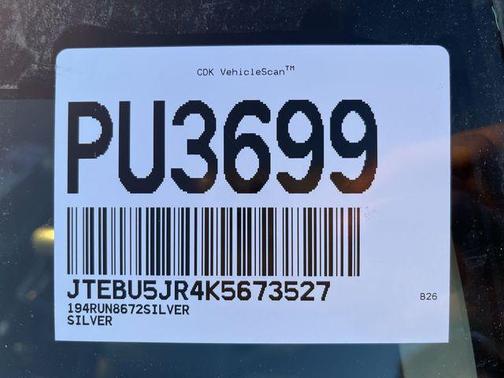 CDK VehicleScan™
PU3699
JTEBU5JR4K5673527
194RUN8672SILVER
SILVER
B26